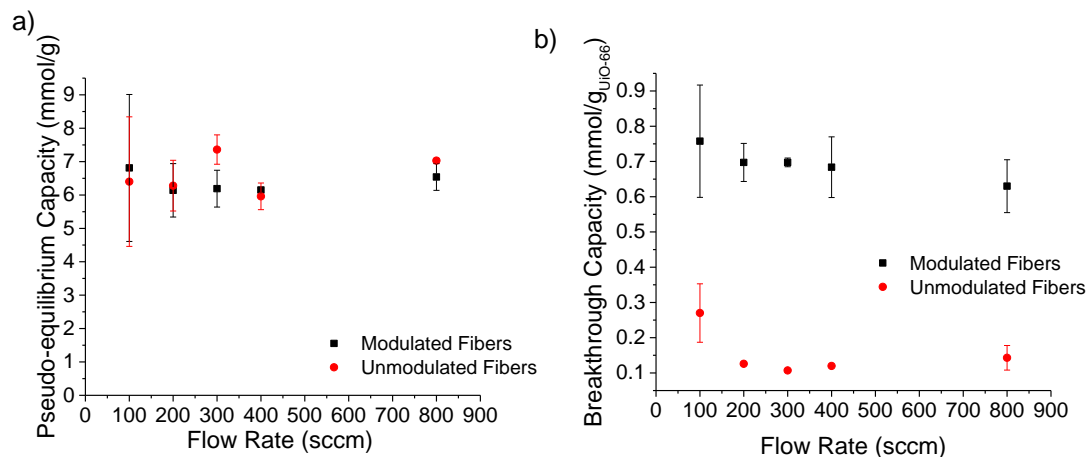 a)
Pseudo-equilibrium Capacity (mmol/g)
9
8
7
6
5
4
3
2
1
0
0 100 200 300 400 500 600 700 800 900
Flow Rate (sccm)
Modulated Fibers
Unmodulated Fibers
b)
Breakthrough Capacity (mmol/gUiO-66)
0.9
0.8
0.7
0.6
0.5
0.4
0.3
0.2
0.1
0 100 200 300 400 500 600 700 800 900
Flow Rate (sccm)
Modulated Fibers
Unmodulated Fibers